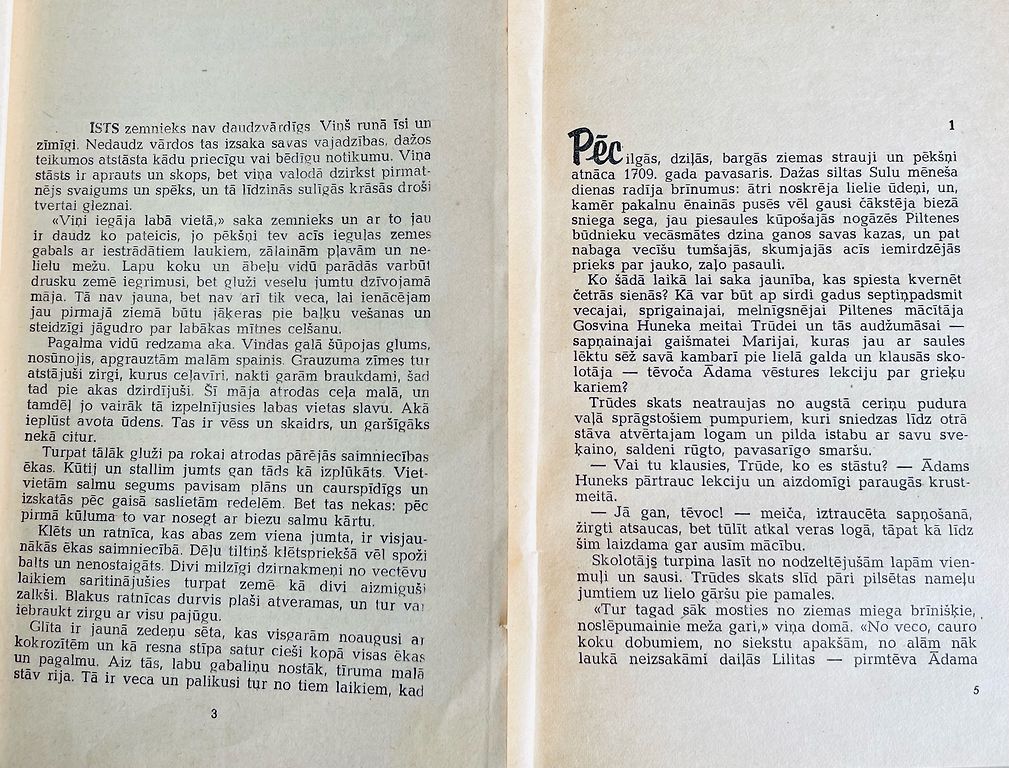 ĪSTS zemnieks nav daudzvārdīgs. Viņš runā īsi un
zīmīgi. Nedaudz vārdos tas izsaka savas vajadzības, dažos
teikumos atstāsta kādu priecīgu vai bēdīgu notikumu. Viņa
stāsts ir aprauts un skops, bet viņa valodā dzirkst pirmat-
nējs svaigums un spēks, un tā līdzinās sulīgās krāsās droši
tvertai gleznai.
«Viņi iegāja labā vietā,» saka zemnieks un ar to jau
ir daudz ko pateicis, jo pēkšņi tev acīs iegulas zemes
gabals ar iestrādātiem laukiem, zālainām pļavām un ne-
lielu mežu. Lapu koku un ābeļu vidū parādās varbūt
drusku zemē iegrimusi, bet gluži veselu jumtu dzīvojamā
māja. Tā nav jauna, bet nav arī tik veca, lai ienācējam
jau pirmajā ziemā būtu jāķeras pie baļķu vešanas un
steidzīgi jāgudro par labākas mītnes celšanu.
Pagalma vidū redzama aka. Vindas galā šūpojas glums,
nosūnojis, apgrauztām malām spainis. Grauzuma zīmes tur
atstājuši zirgi, kurus ceļavīri, nakti garām braukdami, šad
tad pie akas dzirdījuši. Šī māja atrodas ceļa malā, un
tamdēļ jo vairāk tā izpelnījusies labas vietas slavu. Akā
ieplūst avota ūdens. Tas ir vēss un skaidrs, un garšīgāks
nekā citur.
Turpat tālāk gluži pa rokai atrodas pārējās saimniecības
ēkas. Kūtij un stallim jumts gan tāds kā izplūkāts. Viet-
vietām salmu segums pavisam plāns un caurspīdīgs un
izskatās pēc gaisā saslietām redelēm. Bet tas nekas: pēc
pirmā kūluma to var nosegt ar biezu salmu kārtu.
Klēts un ratnīca, kas abas zem viena jumta, ir visjau-
nākās ēkas saimniecībā. Dēļu tiltiņš klētspriekšā vēl spoži
balts un nenostaigāts. Divi milzīgi dzirnakmeņi no vectēvu
laikiem saritinājušies turpat zemē kā divi aizmiguši
zalkši. Blakus ratnīcas durvis plaši atveramas, un tur var
iebraukt zirgu ar visu pajūgu.
Glīta ir jaunā zedeņu sēta, kas visgarām noaugusi ar
kokrozītēm un kā resna stīpa satur cieši kopā visas ēkas
un pagalmu. Aiz tās, labu gabaliņu nostāk, tīruma malā
stāv rija. Tā ir veca un palikusi tur no tiem laikiem, kad
3
1
Pēc ilgās, dziļās, bargās ziemas strauji un pēkšņi
atnāca 1709. gada pavasaris. Dažas siltas Sulu mēneša
dienas radīja brīnumus: ātri noskrēja lielie ūdeņi, un,
kamēr pakalnu ēnainās pusēs vēl gausi čākstēja biezā
sniega sega, jau piesaules kūpošajās nogāzēs Piltenes
būdnieku vecāsmātes dzina ganos savas kazas, un pat
nabaga vecīšu tumšajās, skumjajās acīs iemirdzējās
prieks par jauko, zaļo pasauli.
Ko šādā laikā lai saka jaunība, kas spiesta kvernēt
četrās sienās? Kā var būt ap sirdi gadus septiņpadsmit
vecajai, sprigainajai, melnīgsnējai Piltenes mācītāja
Gosvina Huneka meitai Trūdei un tās audžumāsai —
sapņainajai gaišmatei Marijai, kuras jau ar saules
lēktu sēž savā kambarī pie lielā galda un klausās sko-
lotāja — tēvoča Ādama vēstures lekciju par grieķu
kariem?
Trūdes skats neatraujas no augstā ceriņu pudura
vaļā sprāgstošiem pumpuriem, kuri sniedzas līdz otrā
stāva atvērtajam logam un pilda istabu ar savu sve-
ķaino, saldeni rūgto, pavasarīgo smaršu.
— Vai tu klausies, Trūde, ko es stāstu? — Ādams
Huneks pārtrauc lekciju un aizdomīgi paraugās krust-
meitā.
— Jā gan, tēvoc! — meiča, iztraucēta sapņošanā,
žirgti atsaucas, bet tūlīt atkal veras logā, tāpat kā līdz
šim laizdama gar ausīm mācību.
Skolotājs turpina lasīt no nodzeltējušām lapām vien-
muļi un sausi. Trūdes skats slīd pāri pilsētas nameļu
jumtiem uz lielo gāršu pie pamales.
«Tur tagad sāk mosties no ziemas miega brīnišķie,
noslēpumainie meža gari,» viņa domā. «No veco, cauro
koku dobumiem, no siekstu apakšām, no alām nāk
laukā neizsakāmi daiļās Lilitas — pirmtēva Ādama
5